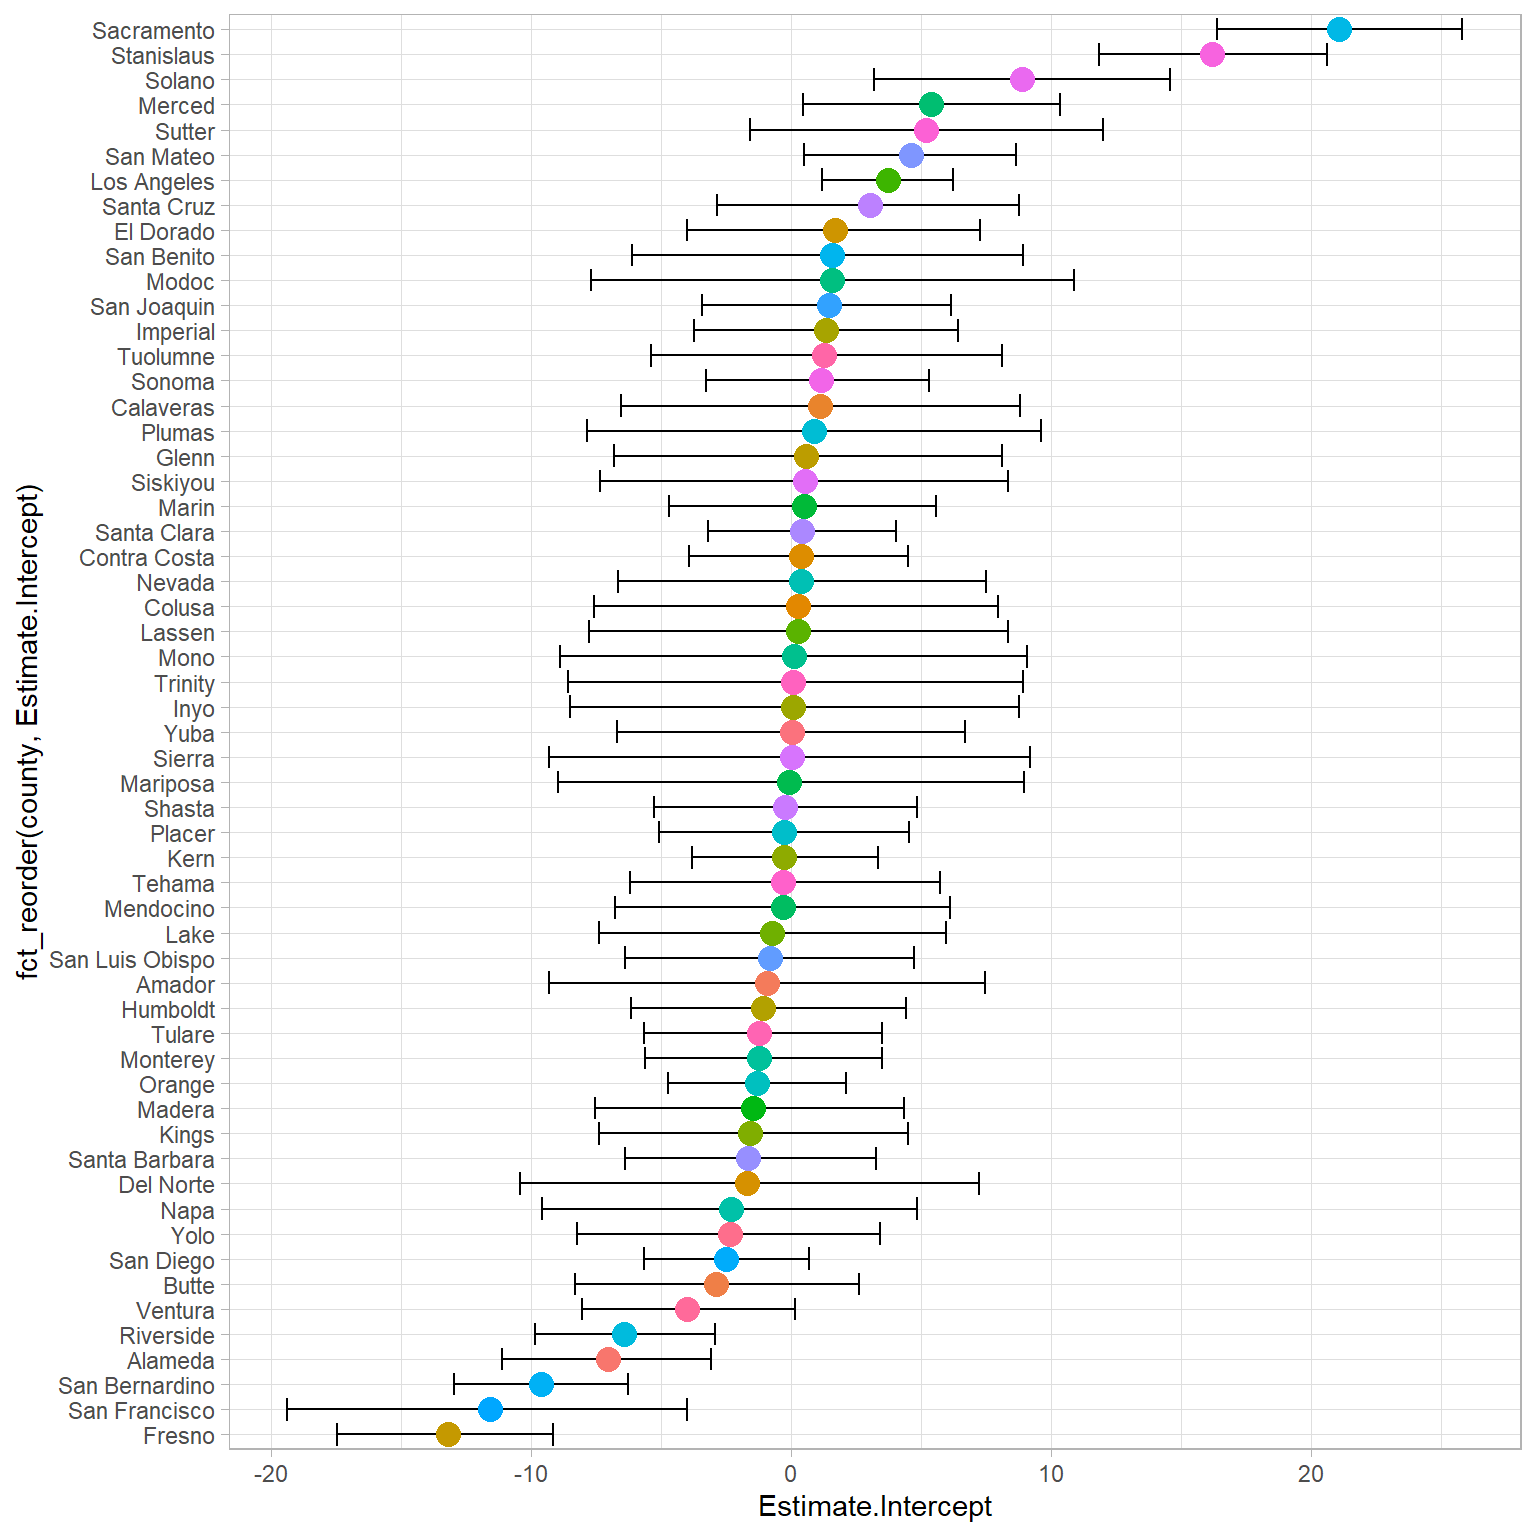 Sacramento
Stanislaus
Solano
Merced
Sutter
San Mateo
Los Angeles
Santa Cruz
El Dorado
San Benito
Modoc
San Joaquin
Imperial
Tuolumne
Sonoma
Calaveras
Plumas
Glenn
Siskiyou
Marin
Santa Clara
Contra Costa
Nevada
Colusa
Lassen
Mono
Trinity
Inyo
Yuba
Sierra
Mariposa
Shasta
Placer
Kern
Tehama
Mendocino
Lake
San Luis Obispo
Amador
Humboldt
Tulare
Monterey
Orange
Madera
Kings
Santa Barbara
Del Norte
Napa
Yolo
San Diego
Butte
Ventura
Riverside
Alameda
San Bernardino
San Francisco
Fresno
fct_reorder(county, Estimate.Intercept)
-20 -10 0 10 20
Estimate.Intercept